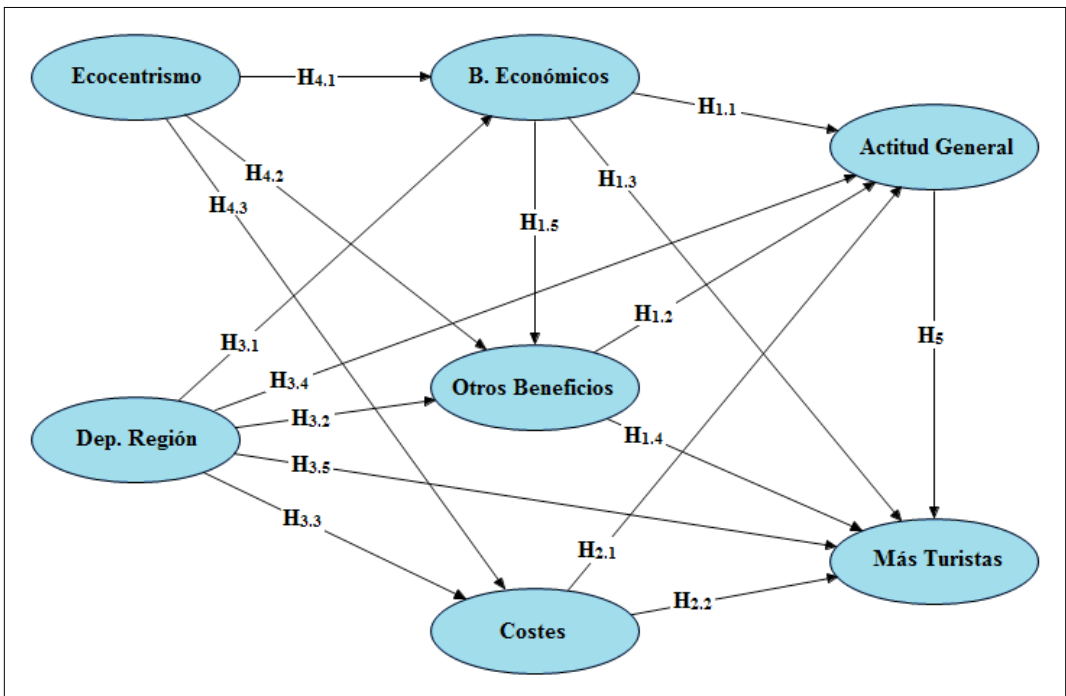 Ecocentrismo
H4.1
B. Económicos
H1.1
Actitud General
H4.2
H1.3
H4.3
H1.5
H1.2
H5
H3.1
H3.4
Otros Beneficios
H3.2
Dep. Región
H1.4
H3.5
H3.3
H2.1
Más Turistas
H2.2
Costes